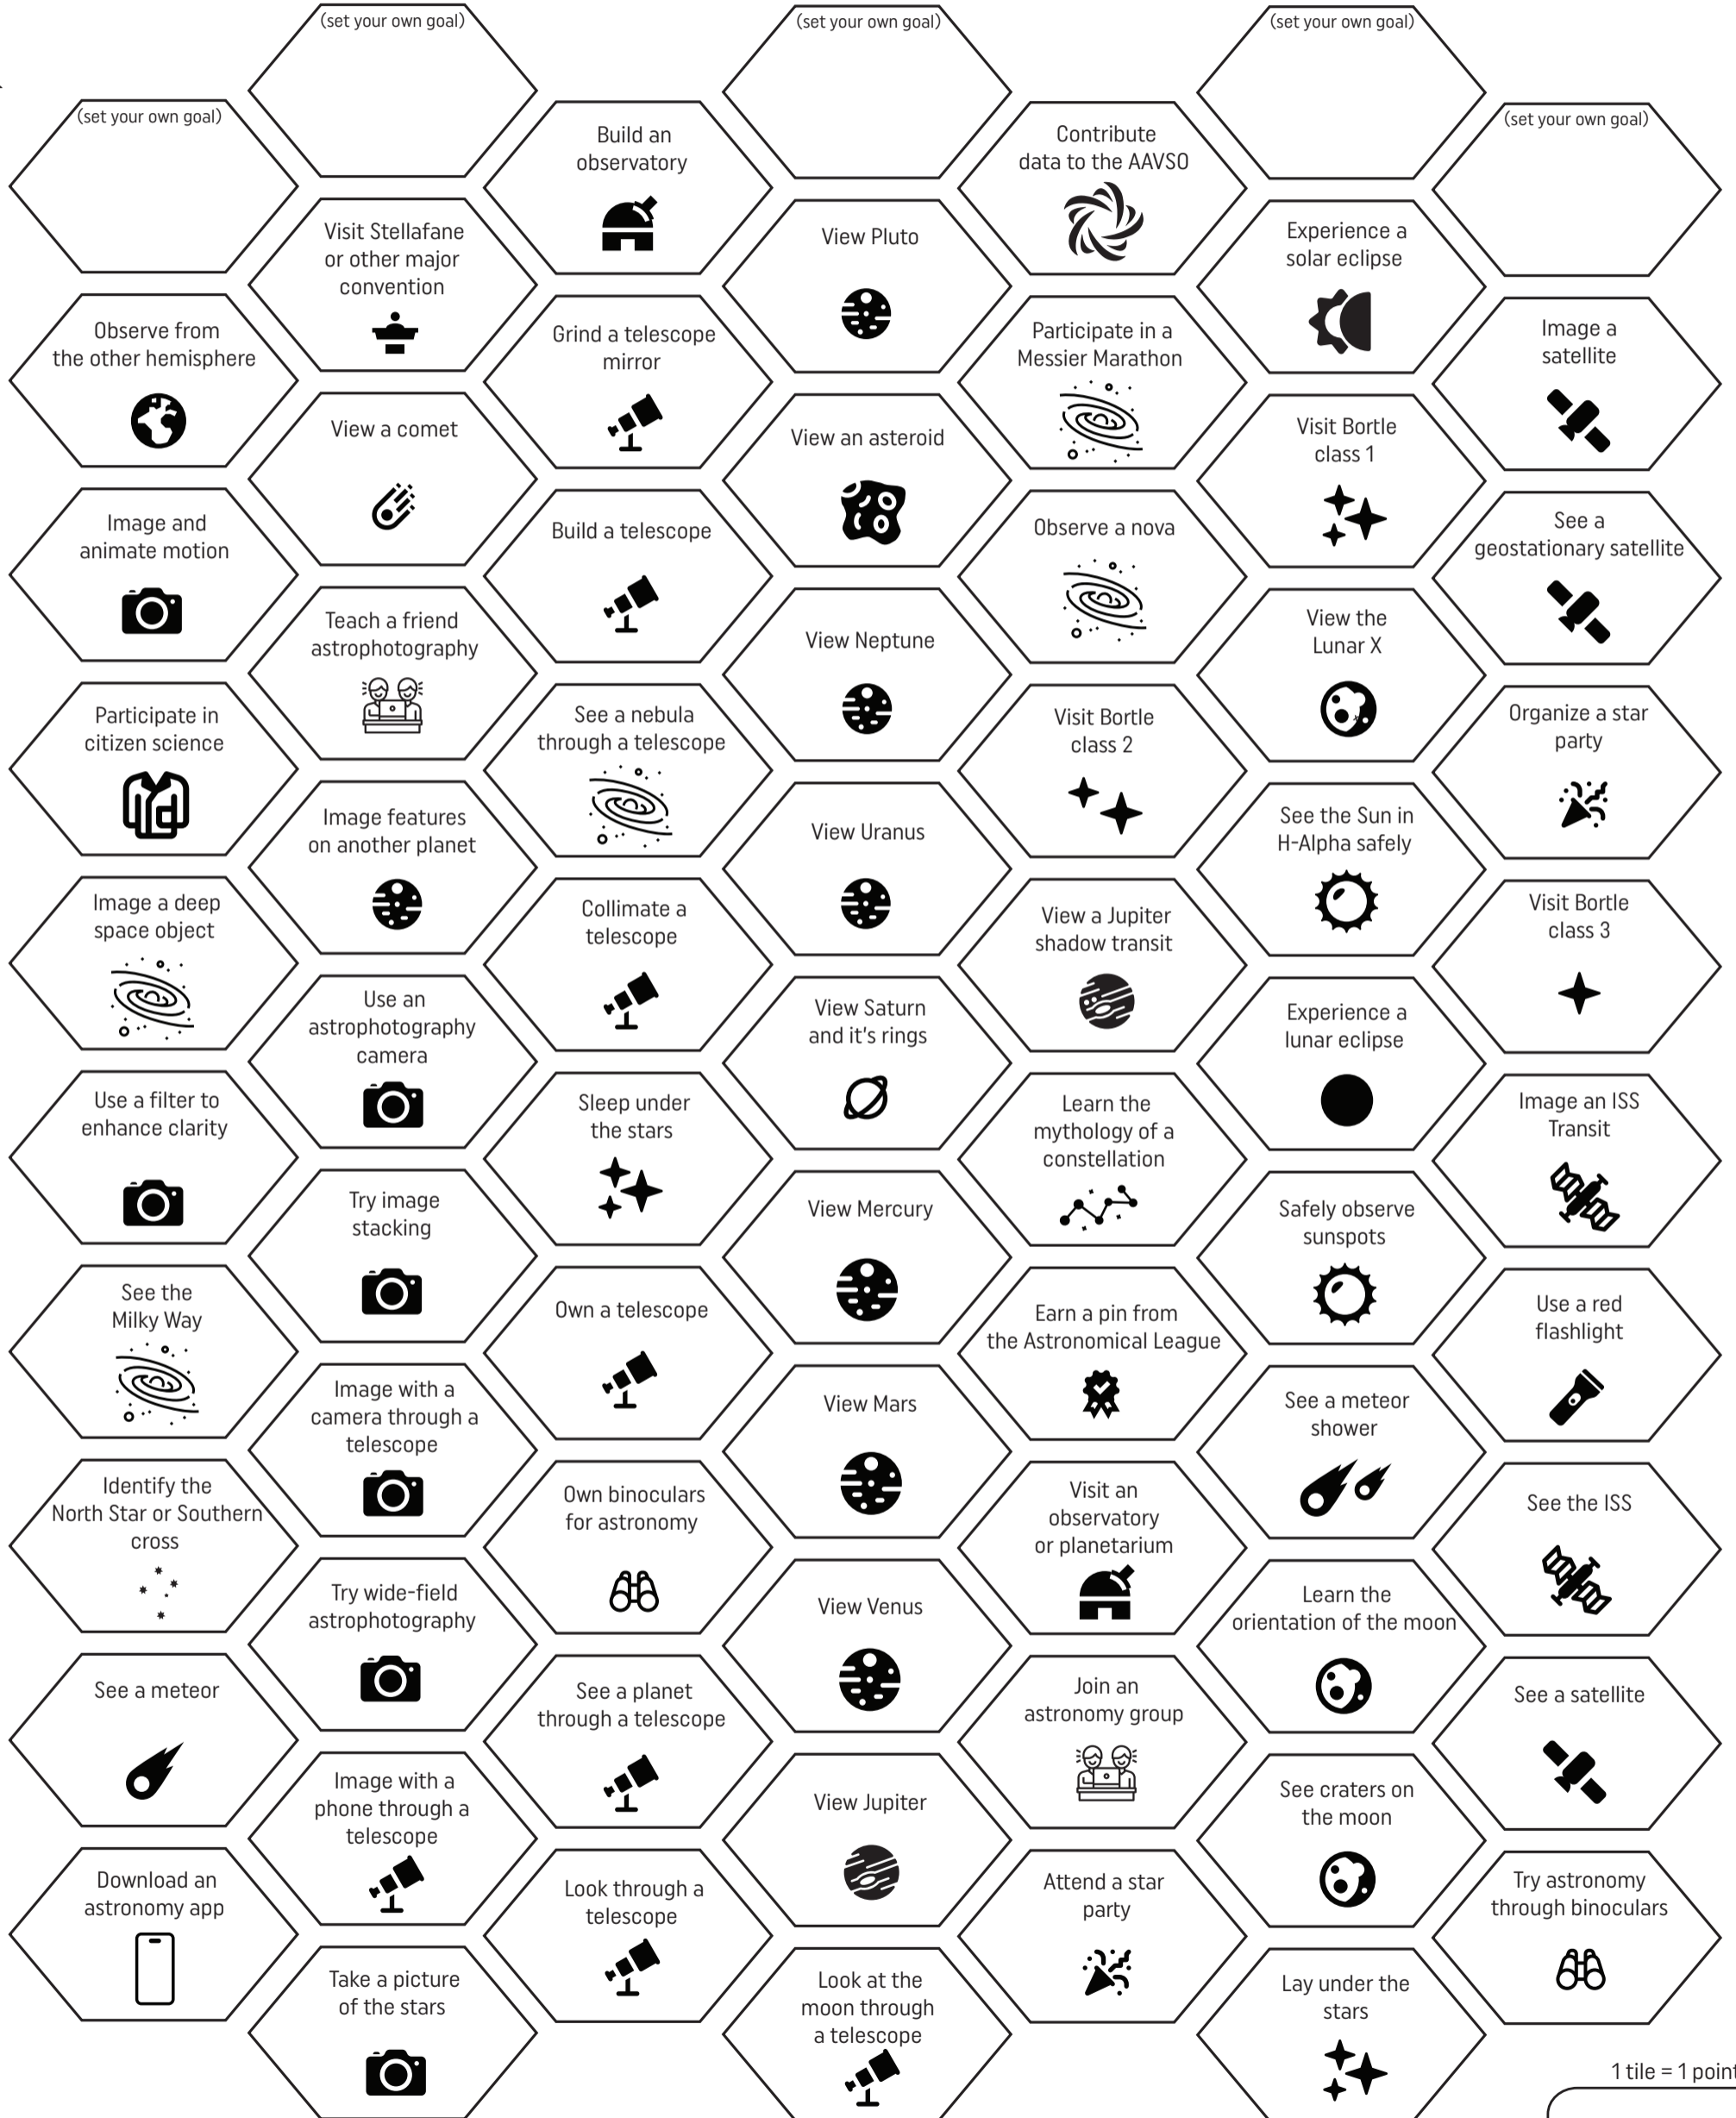 (set your own goal)
(set your own goal)
(set your own goal)
(set your own goal)
(set your own goal)
Build an
observatory
Contribute
data to the AAVSO
Visit Stellafane
or other major
convention
View Pluto
Experience a
solar eclipse
Observe from
the other hemisphere
Grind a telescope
mirror
Participate in a
Messier Marathon
Image a
satellite
View a comet
View an asteroid
Visit Bortle
class 1
Image and
animate motion
Build a telescope
Observe a nova
See a
geostationary satellite
Teach a friend
astrophotography
View Neptune
View the
Lunar X
Participate in
citizen science
See a nebula
through a telescope
Visit Bortle
class 2
Organize a star
party
Image features
on another planet
View Uranus
See the Sun in
H-Alpha safely
Image a deep
space object
Collimate a
telescope
View a Jupiter
shadow transit
Visit Bortle
class 3
Use an
astrophotography
camera
View Saturn
and it's rings
Experience a
lunar eclipse
Use a filter to
enhance clarity
Sleep under
the stars
Learn the
mythology of a
constellation
Image an ISS
Transit
Try image
stacking
View Mercury
Safely observe
sunspots
See the
Milky Way
Own a telescope
Earn a pin from
the Astronomical League
Use a red
flashlight
Image with a
camera through a
telescope
View Mars
See a meteor
shower
Identify the
North Star or Southern
cross
Own binoculars
for astronomy
Visit an
observatory
or planetarium
See the ISS
Try wide-field
astrophotography
View Venus
Learn the
orientation of the moon
See a meteor
See a planet
through a telescope
Join an
astronomy group
See a satellite
Image with a
phone through a
telescope
View Jupiter
See craters on
the moon
Download an
astronomy app
Look through a
telescope
Attend a star
party
Try astronomy
through binoculars
Take a picture
of the stars
Look at the
moon through
a telescope
Lay under the
stars
1 tile = 1 point